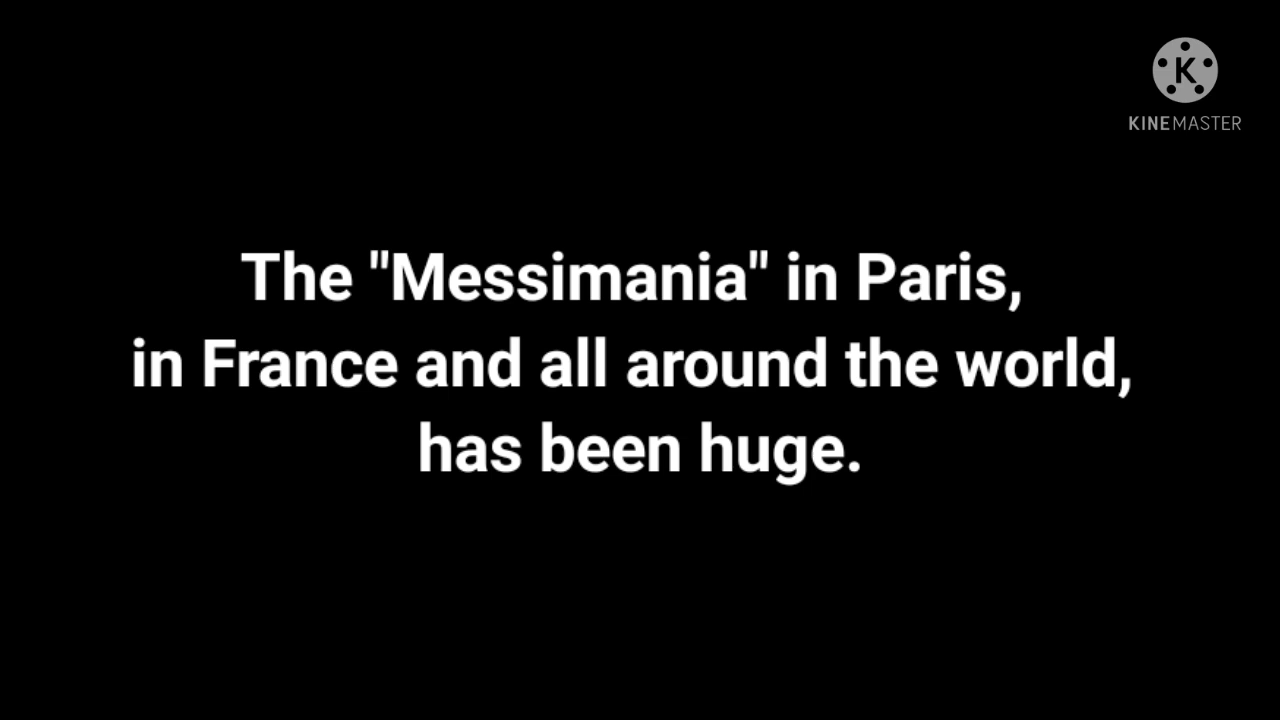 K
KINEMASTER
The "Messimania" in Paris,
in France and all around the world,
has been huge.